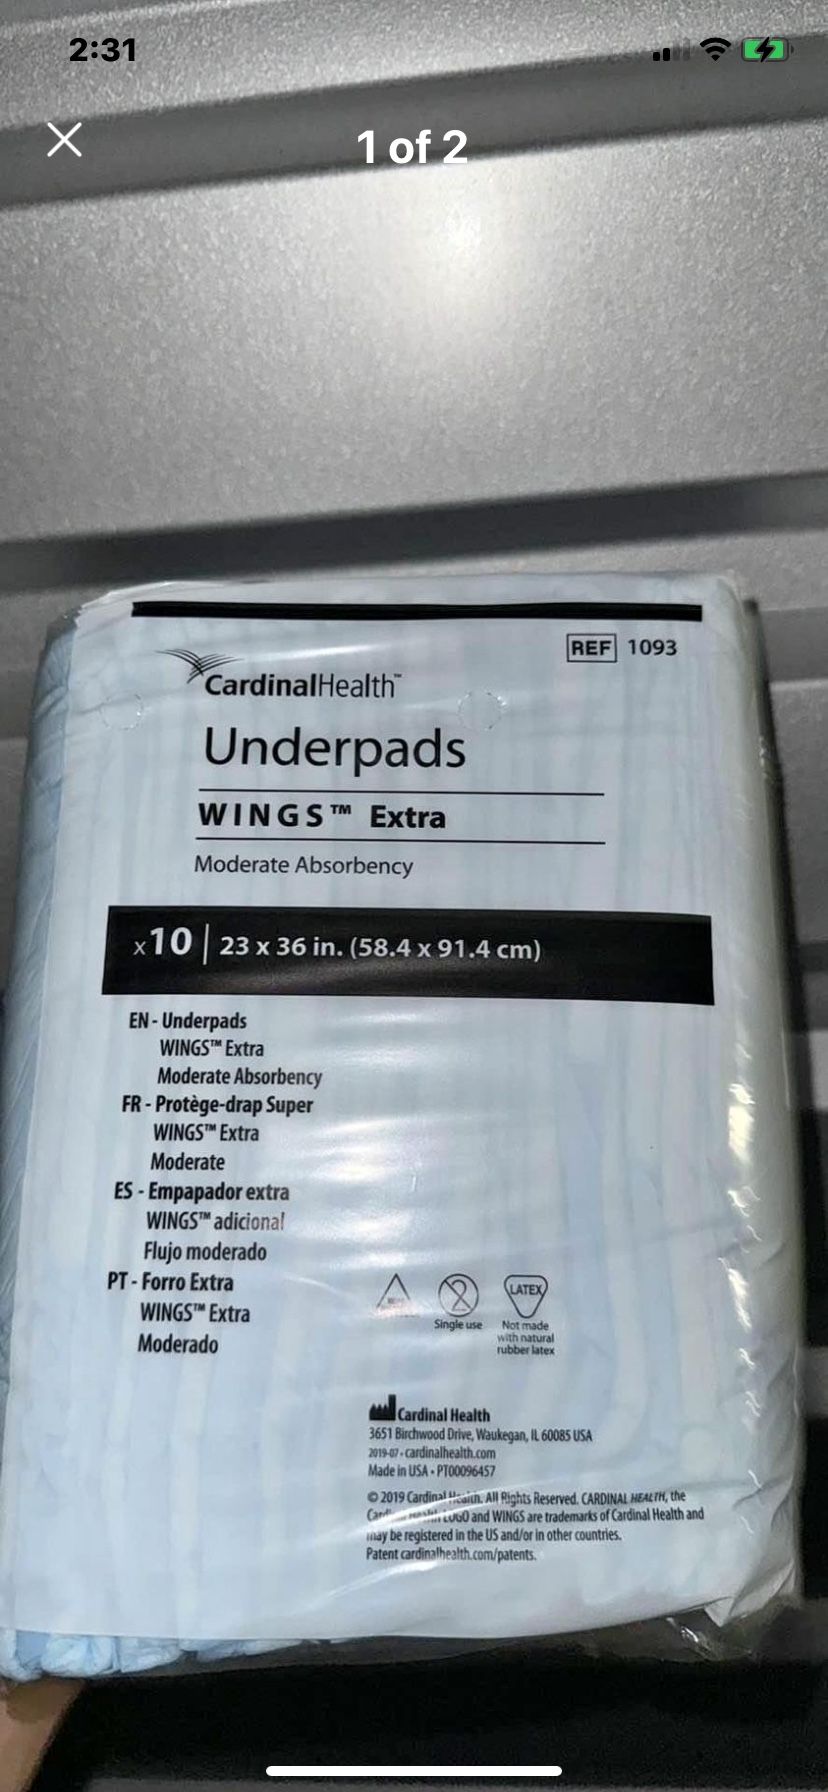 2:31
1 of 2
REF 1093
CardinalHealth™
Underpads
WINGS™ Extra
Moderate Absorbency
x10 | 23 x 36 in. (58.4 x 91.4 cm)
EN - Underpads
WINGS™ Extra
Moderate Absorbency
FR - Protège-drap Super
WINGS™ Extra
Moderate
ES - Empapador extra
WINGS™ adicional
Flujo moderado
PT - Forro Extra
WINGS™ Extra
Moderado
2
Single use
LATEX
Not made
with natural
rubber latex
Cardinal Health
3651 Birchwood Drive, Waukegan, IL 60085 USA
2019-07 - cardinalhealth.com
Made in USA • PT00096457
© 2019 Cardinal Health. All Rights Reserved. CARDINAL HEALTH, the
LOGO and WINGS are trademarks of Cardinal Health and
may be registered in the US and/or in other countries.
Patent cardinalhealth.com/patents.